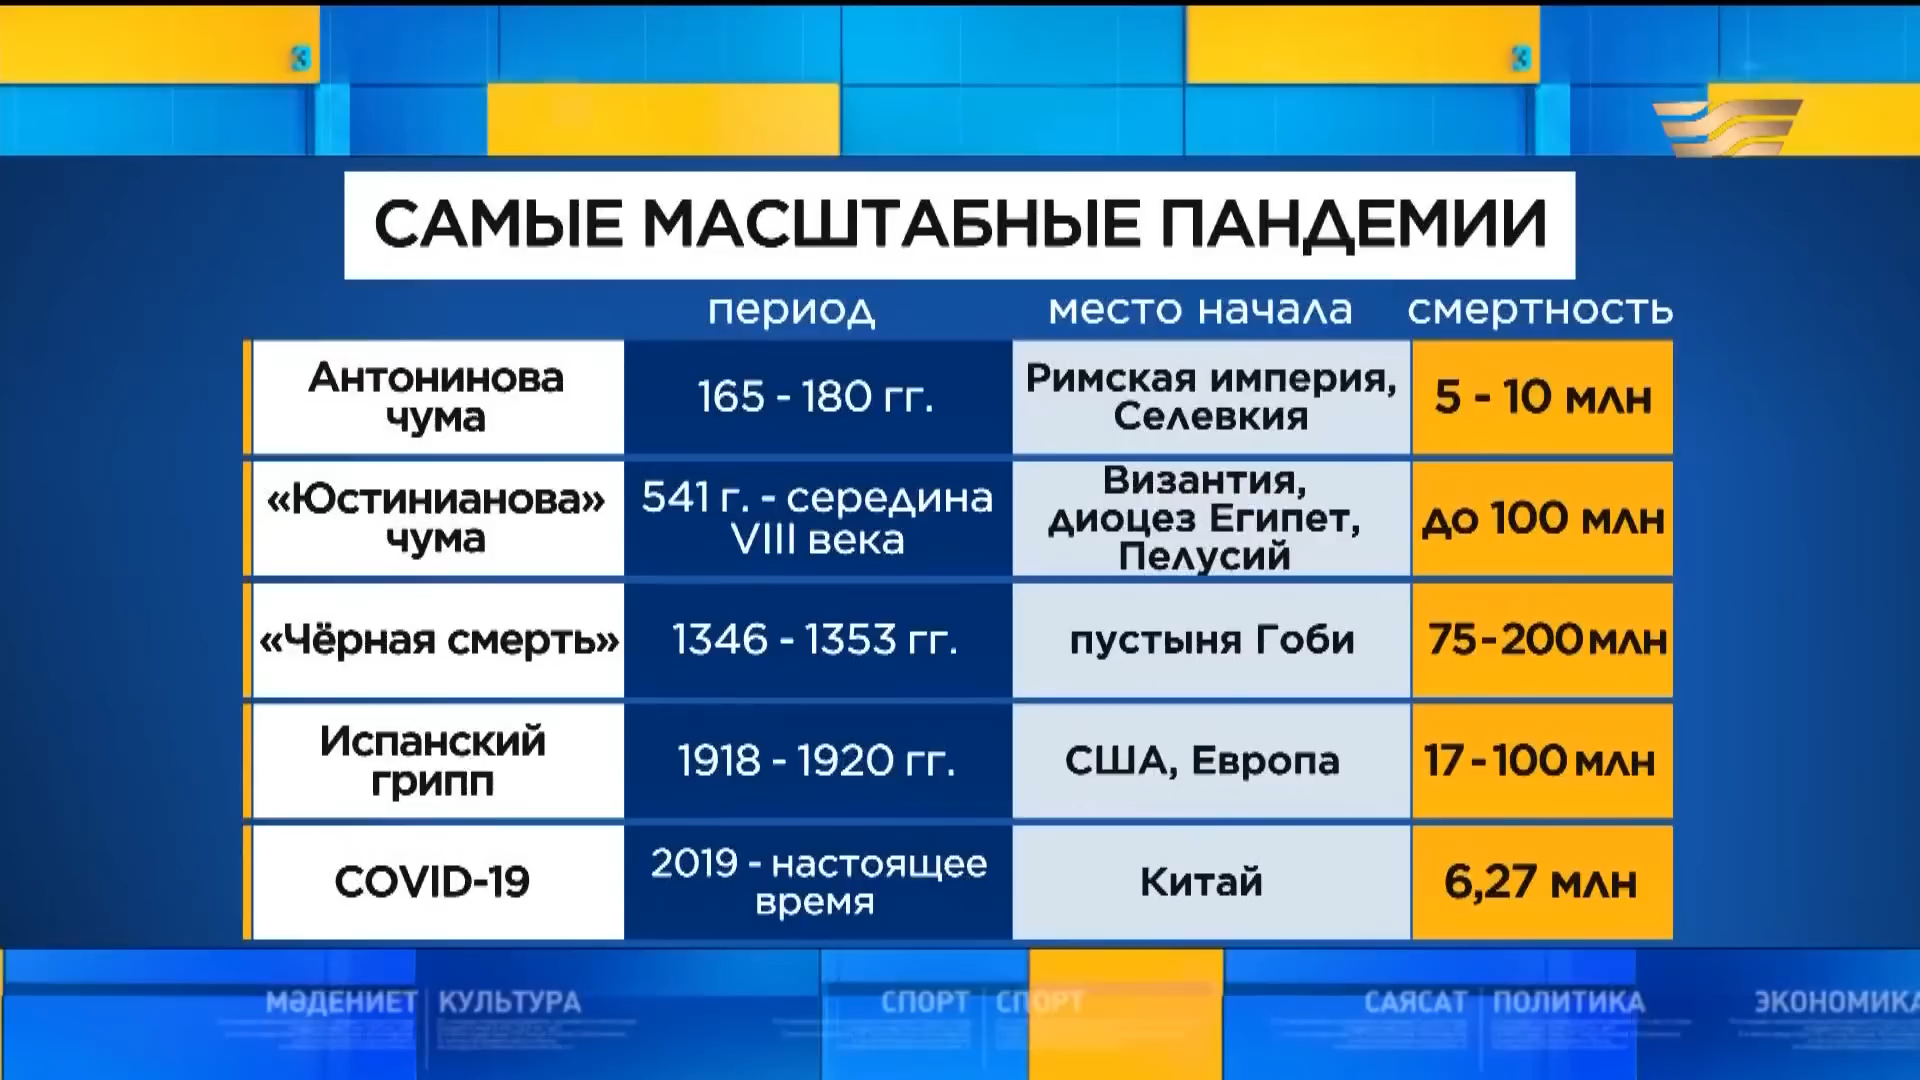 3
3
САМЫЕ МАСШТАБНЫЕ ПАНДЕМИИ
период место начала смертность
Антонинова
чума
165 - 180 гг.
Римская империя,
Селевкия
5 - 10 млн
«Юстинианова»
чума
541 г. - середина
VIII века
Византия,
диоцез Египет,
Пелусий
до 100 млн
«Чёрная смерть»
1346 - 1353 гг.
пустыня Гоби
75-200 млн
Испанский
грипп
1918 - 1920 гг.
США, Европа
17-100 млн
COVID-19
2019 - настоящее
время
Китай
6,27 млн
МӘДЕНИЕТ КУЛЬТУРА СПОРТ СПОРТ САЯСАТ ПОЛИТИКА ЭКОНОМИКА